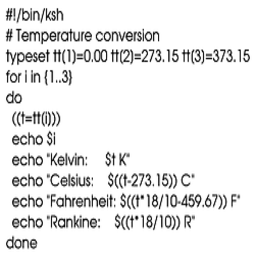 #!/bin/ksh
# Temperature conversion
typeset tt(1)=0.00 tt(2)=273.15 tt(3)=373.15
for i in {1..3}
do
((t=tt(i)))
echo $i
echo "Kelvin: $t K"
echo "Celsius: $((t-273.15)) C"
echo "Fahrenheit: $((t*18/10-459.67)) F"
echo "Rankine: $((t*18/10)) R"
done